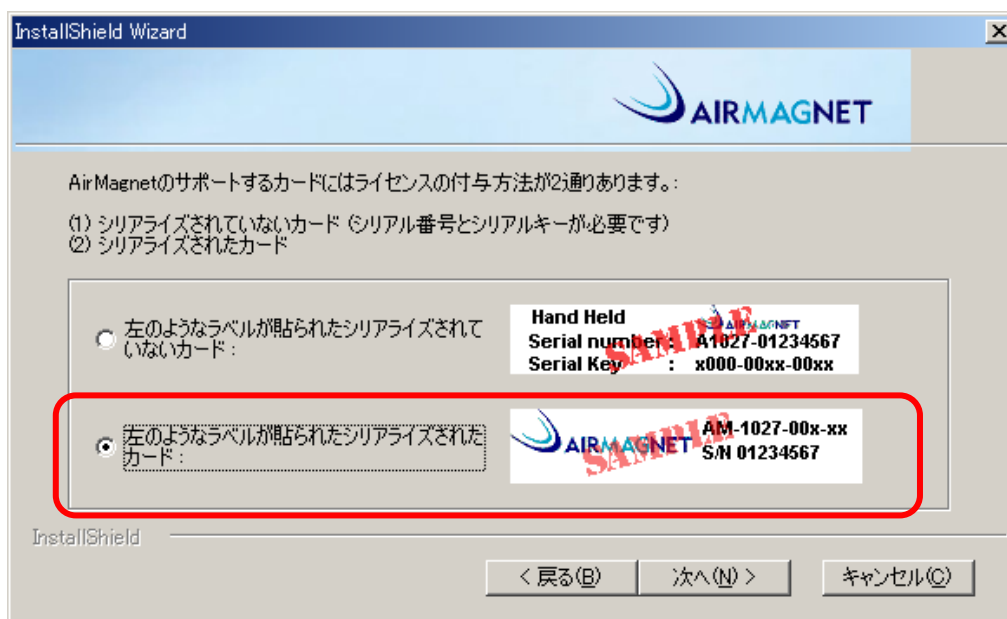 InstallShield Wizard
AIRMAGNET
AirMagnetのサポートするカードにはライセンスの付与方法が2通りあります。:
(1) シリアライズされていないカード (シリアル番号とシリアルキーが必要です)
(2) シリアライズされたカード
左のようなラベルが貼られたシリアライズされて
いないカード:
Hand Held
AIRMAGNET
Serial number : A1027-01234567
Serial Key : x000-00xx-00xx
SAMPLE
左のようなラベルが貼られたシリアライズされた
カード:
AIRMAGNET
AM-1027-00x-xx
S/N 01234567
SAMPLE
InstallShield
< 戻る(B)
次へ(N) >
キャンセル(C)